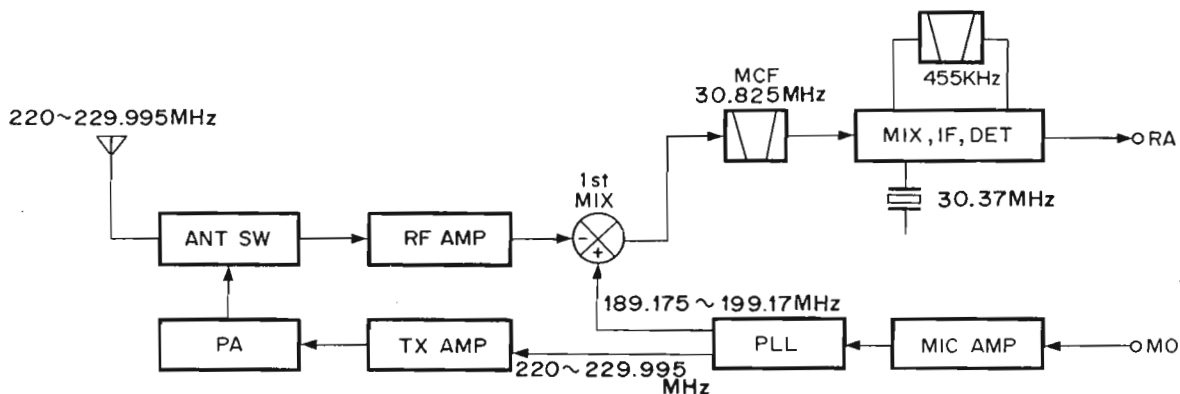 220~229.995MHz
ANT SW
RF AMP
1st
MIX
-
+
MCF
30.825MHz
455KHz
MIX, IF, DET
RA
30.37MHz
189.175~199.17MHz
PA
TX AMP
220~229.995
MHz
PLL
MIC AMP
MO